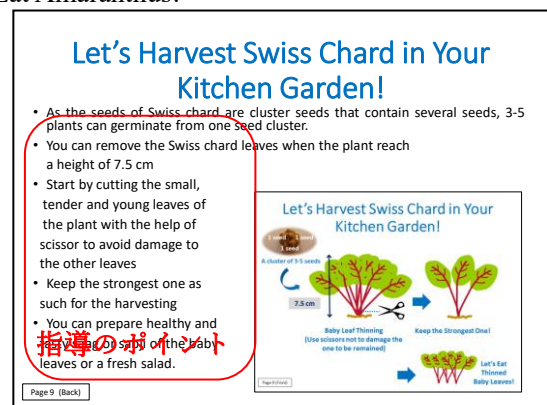 Let's Harvest Swiss Chard in Your
Kitchen Garden!
• As the seeds of Swiss chard are cluster seeds that contain several seeds, 3-5
plants can germinate from one seed cluster.
• You can remove the Swiss chard leaves when the plant reach
a height of 7.5 cm
• Start by cutting the small,
tender and young leaves of
the plant with the help of
scissor to avoid damage to
the other leaves
• Keep the strongest one as
such for the harvesting
• You can prepare healthy and
of the baby
leaves or a fresh salad.
指導のポイント
Page 9 (Back)
Let's Harvest Swiss Chard in Your
Kitchen Garden!
1 seed 1 seed
1 seed
A cluster of 3-5 seeds
7.5 cm
Baby Leaf Thinning
(Use scissors not to damage the
one to be remained)
Keep the Strongest One!
Let's Eat
Thinned
Baby Leaves!
Page 9 (Front)